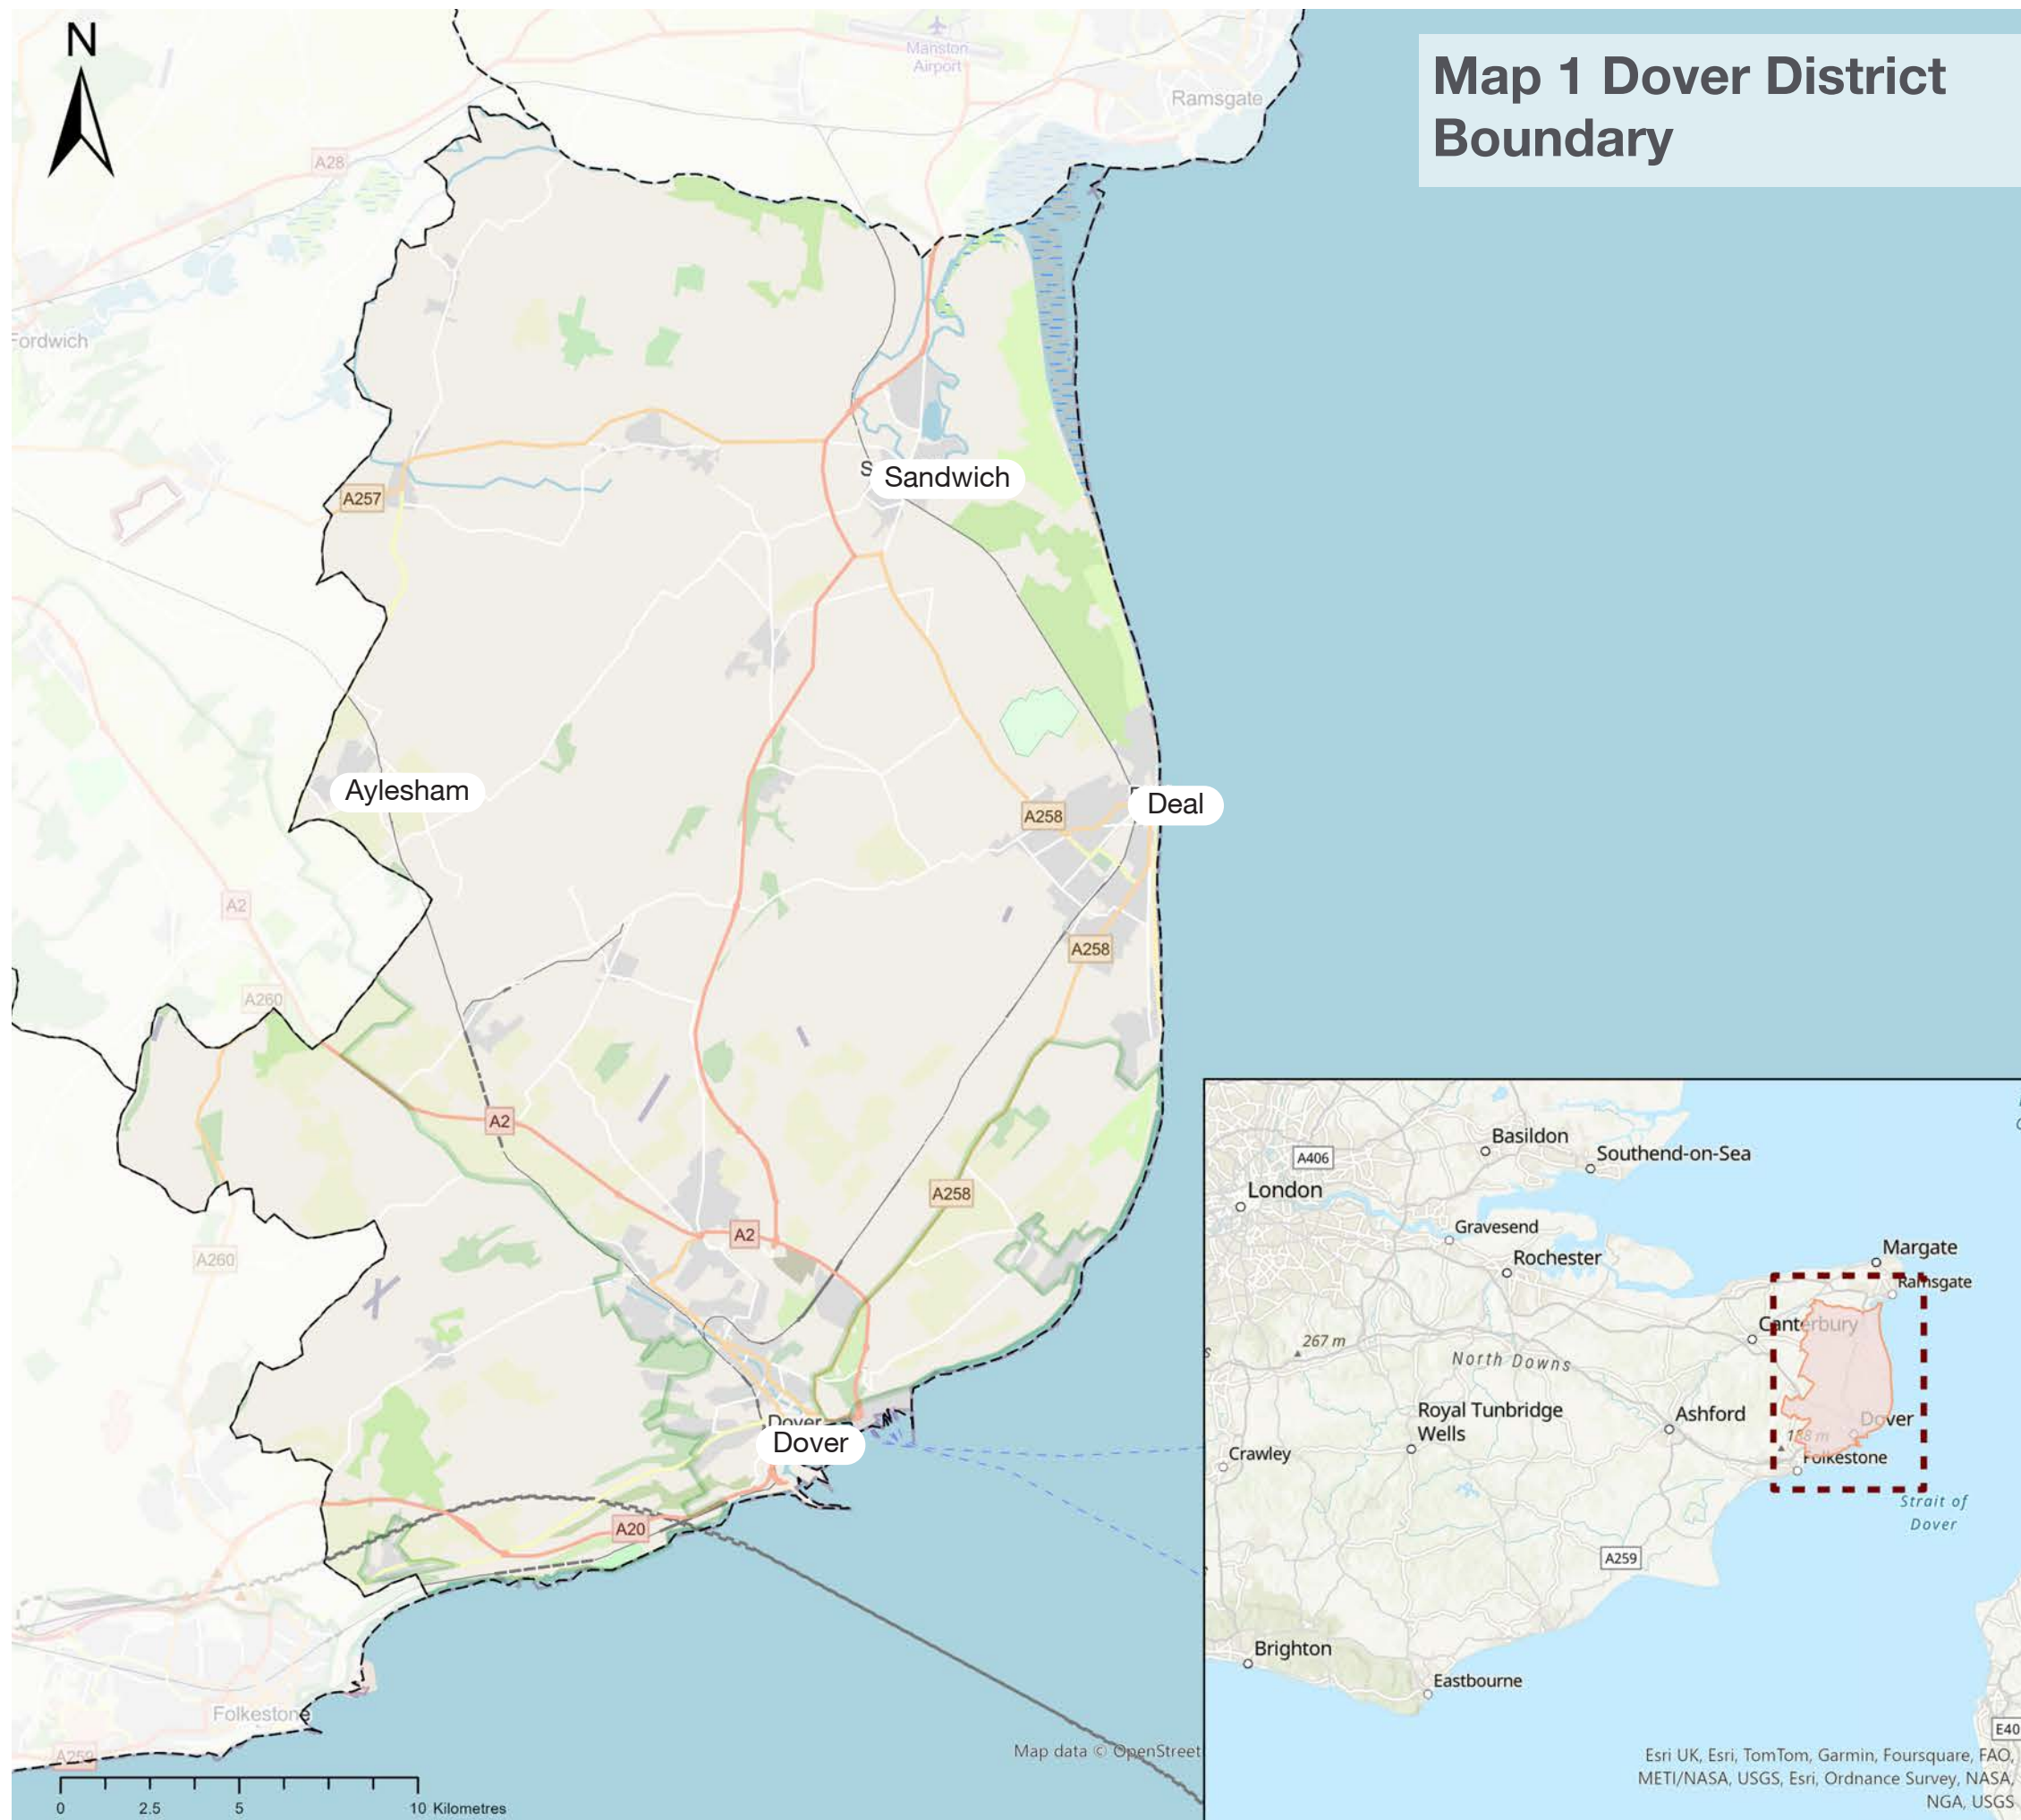 N
Map 1 Dover District
Boundary
Manston
Airport
Ramsgate
A28
Fordwich
A257
Sandwich
Aylesham
A258
Deal
A2
A258
A260
A2
A258
A2
A260
Dover
Dover
A20
Folkestone
A259
Map data © OpenStreet
0
2.5
5
10 Kilometres
Basildon
A406
Southend-on-Sea
London
Gravesend
Rochester
Margate
Ramsgate
Canterbury
267 m
North Downs
Royal Tunbridge
Wells
Ashford
Dover
188 m
Crawley
Folkestone
Strait of
Dover
A259
Brighton
Eastbourne
E40
Esri UK, Esri, TomTom, Garmin, Foursquare, FAO,
METI/NASA, USGS, Esri, Ordnance Survey, NASA,
NGA, USGS